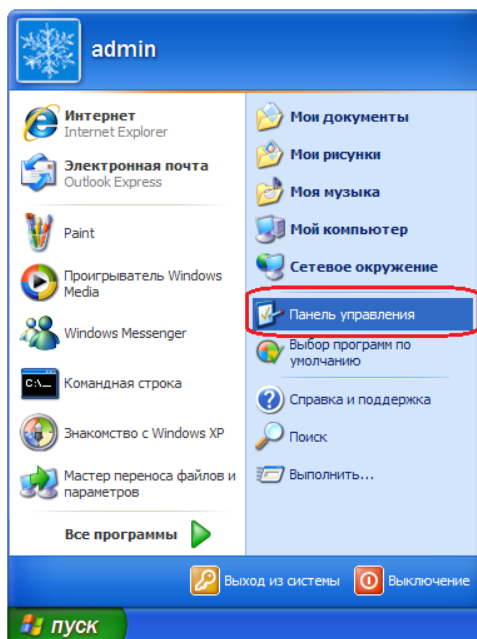 admin
Интернет
Internet Explorer
Электронная почта
Outlook Express
Paint
Проигрыватель Windows
Media
Windows Messenger
C:\_
Командная строка
Знакомство с Windows XP
Мастер переноса файлов и
параметров
Все программы
Мои документы
Мои рисунки
Моя музыка
Мой компьютер
Сетевое окружение
Панель управления
Выбор программ по
умолчанию
Справка и поддержка
Поиск
Выполнить...
Выход из системы
Выключение
пуск